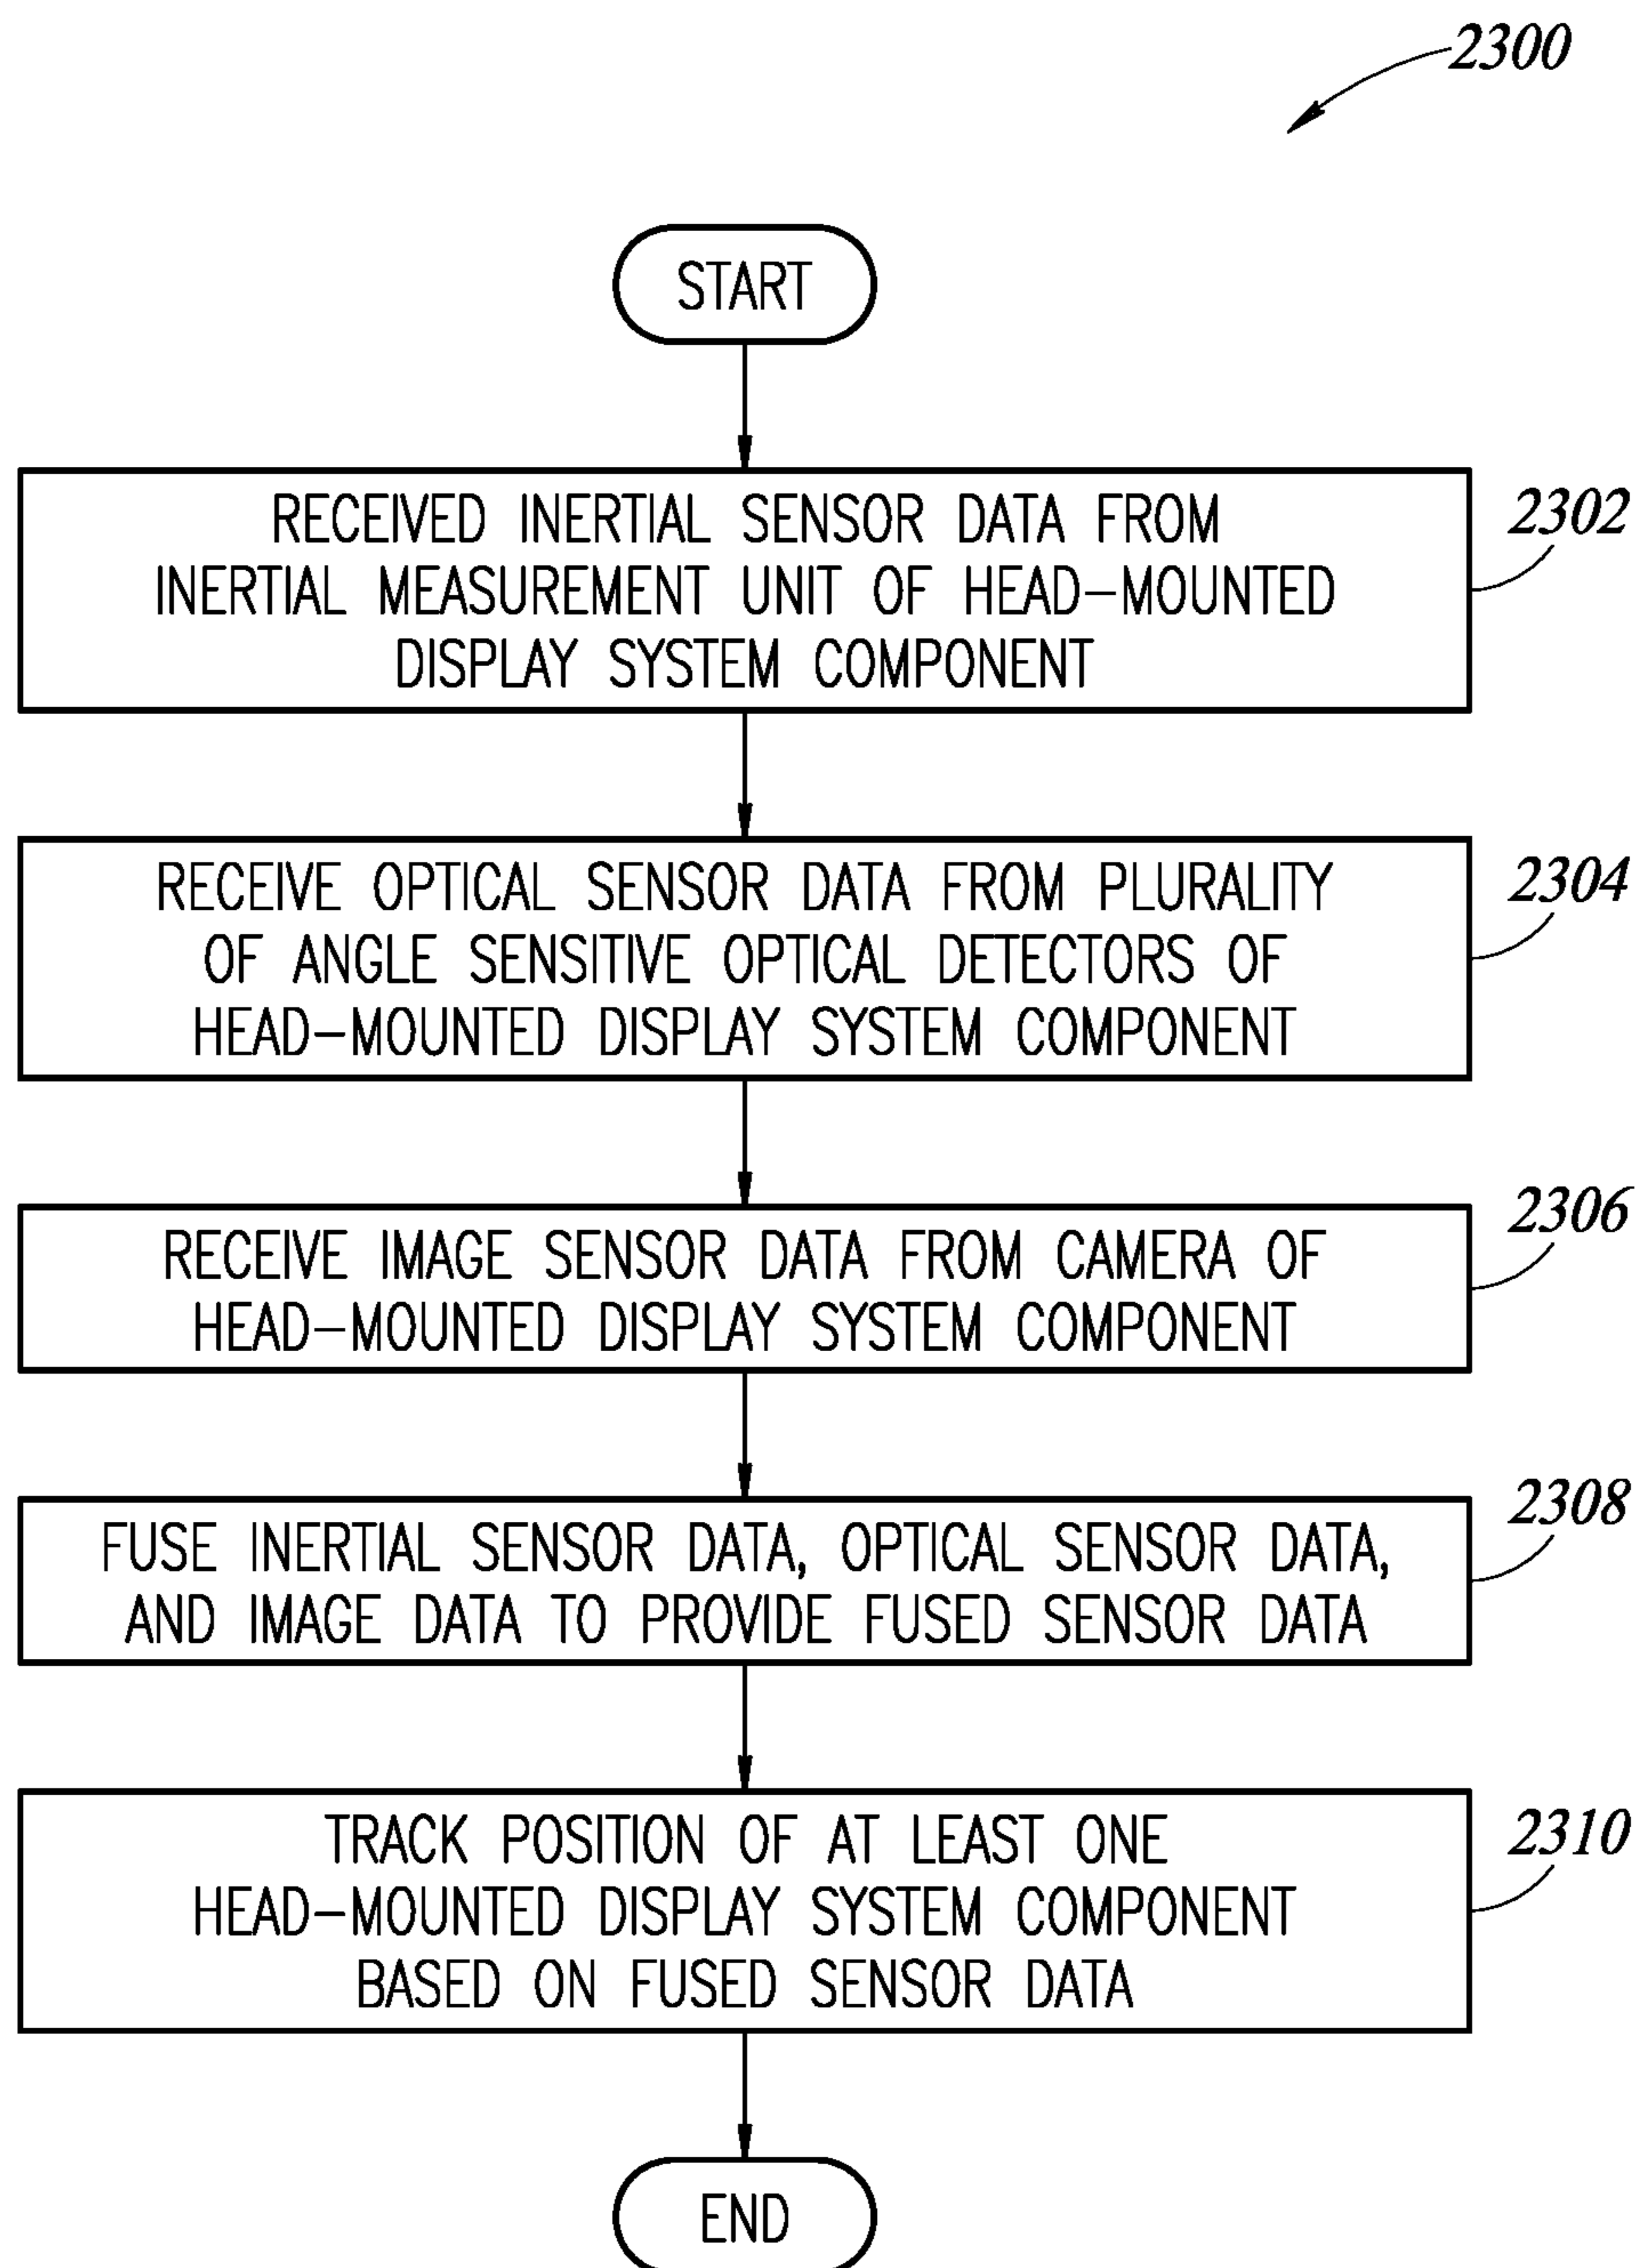 2300
START
RECEIVED INERTIAL SENSOR DATA FROM
INERTIAL MEASUREMENT UNIT OF HEAD-MOUNTED
DISPLAY SYSTEM COMPONENT
2302
RECEIVE OPTICAL SENSOR DATA FROM PLURALITY
OF ANGLE SENSITIVE OPTICAL DETECTORS OF
HEAD-MOUNTED DISPLAY SYSTEM COMPONENT
2304
RECEIVE IMAGE SENSOR DATA FROM CAMERA OF
HEAD-MOUNTED DISPLAY SYSTEM COMPONENT
2306
FUSE INERTIAL SENSOR DATA, OPTICAL SENSOR DATA,
AND IMAGE DATA TO PROVIDE FUSED SENSOR DATA
2308
TRACK POSITION OF AT LEAST ONE
HEAD-MOUNTED DISPLAY SYSTEM COMPONENT
BASED ON FUSED SENSOR DATA
2310
END